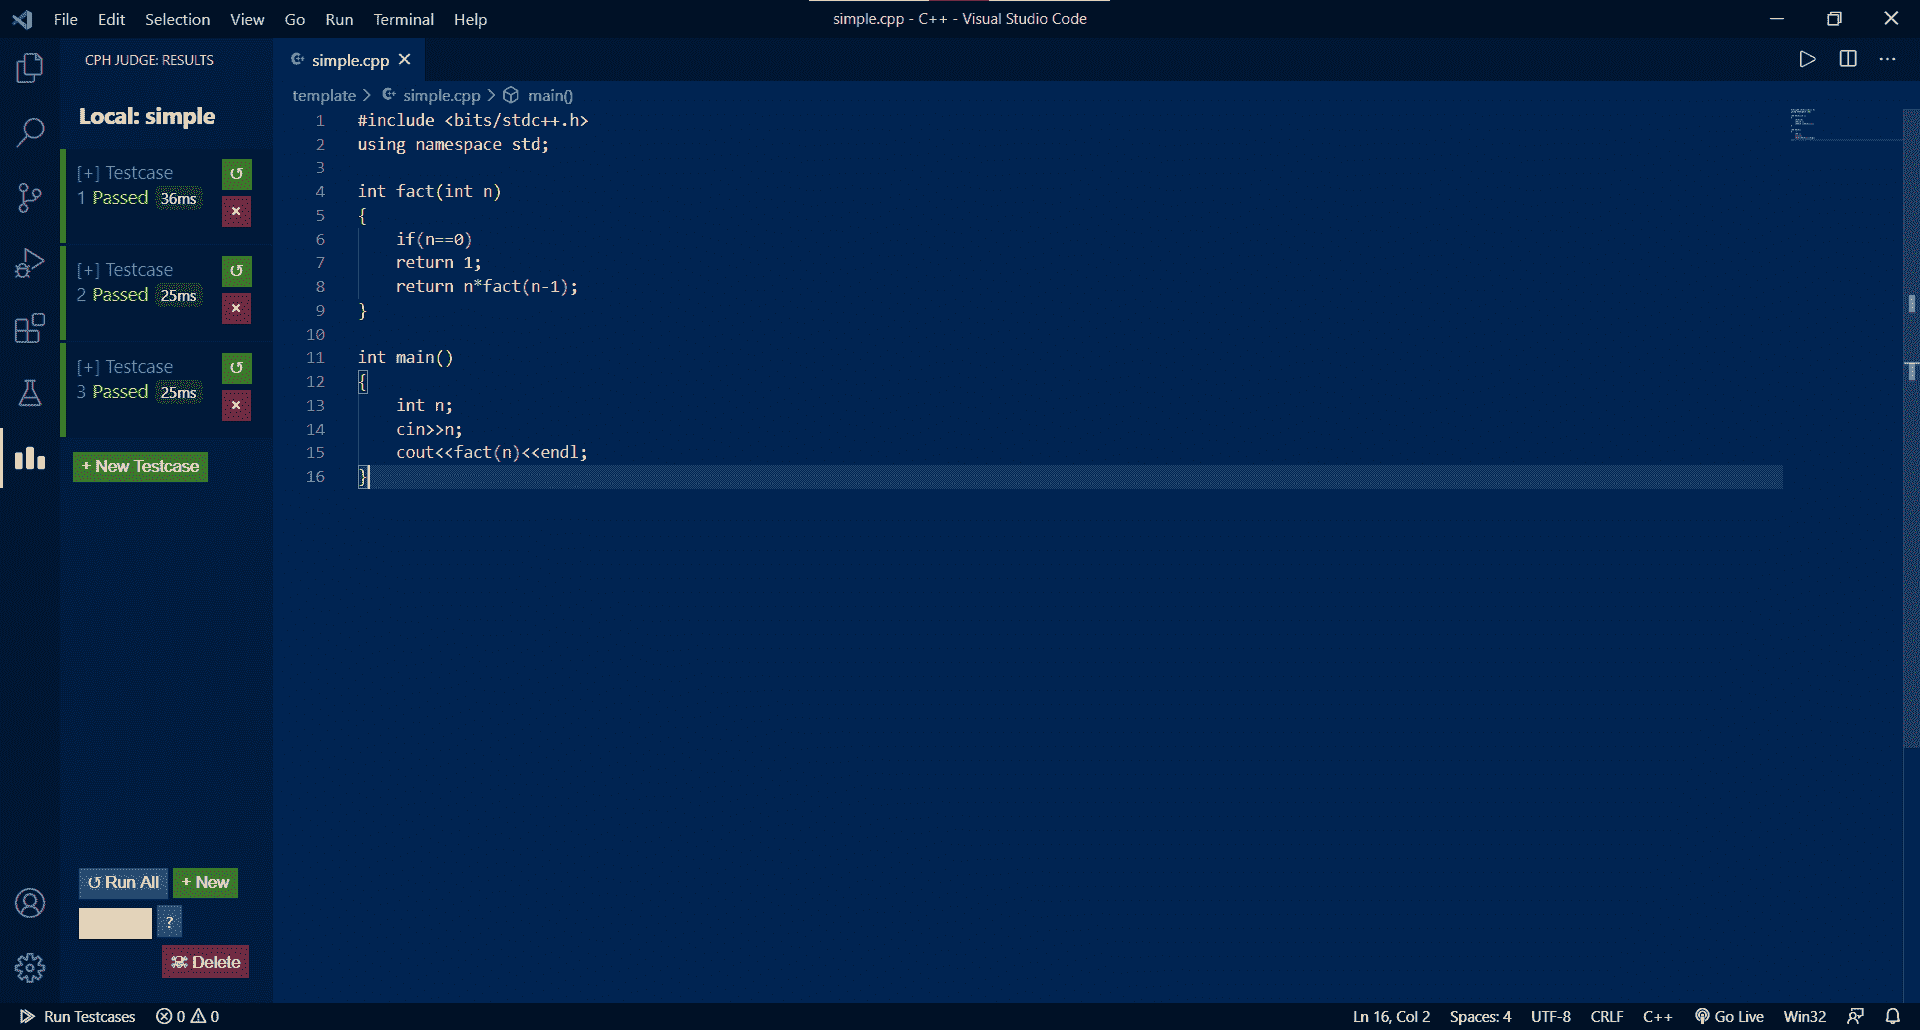 File Edit Selection View Go Run Terminal Help
simple.cpp - C++ - Visual Studio Code
CPH JUDGE: RESULTS
Local: simple
[+] Testcase
1 Passed 36ms
[+] Testcase
2 Passed 25ms
[+] Testcase
3 Passed 25ms
+ New Testcase
↺ Run All + New
?
Delete
simple.cpp
template > simple.cpp > main()
1 #include <bits/stdc++.h>
2 using namespace std;
3
4 int fact(int n)
5 {
6 if(n==0)
7 return 1;
8 return n*fact(n-1);
9 }
10
11 int main()
12 {
13 int n;
14 cin>>n;
15 cout<<fact(n)<<endl;
16 }
Run Testcases 0 0
Ln 16, Col 2 Spaces: 4 UTF-8 CRLF C++ Go Live Win32